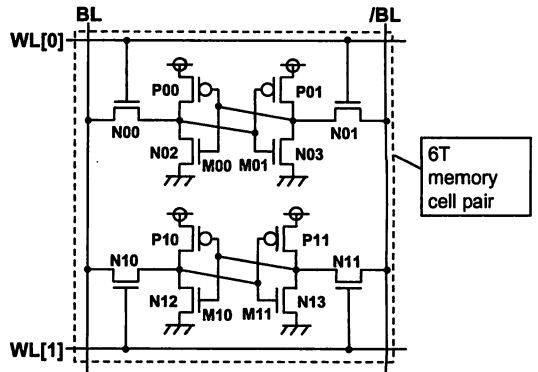 BL /BL
WL[0]
P00 P01
N00 N01
N02 M00 M01 N03
6T
memory
cell pair
P10 P11
N10 N11
N12 M10 M11 N13
WL[1]